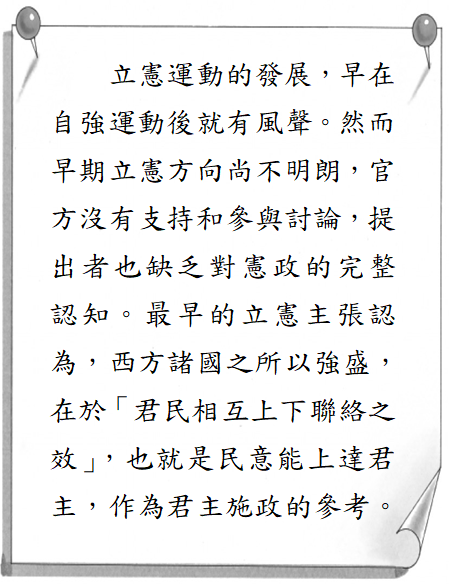 立憲運動的發展，早在
自強運動後就有風聲。然而
早期立憲方向尚不明朗，官
方沒有支持和參與討論，提
出者也缺乏對憲政的完整
認知。最早的立憲主張認
為，西方諸國之所以強盛，
在於「君民相互上下聯絡之
效」，也就是民意能上達君
主，作為君主施政的參考。